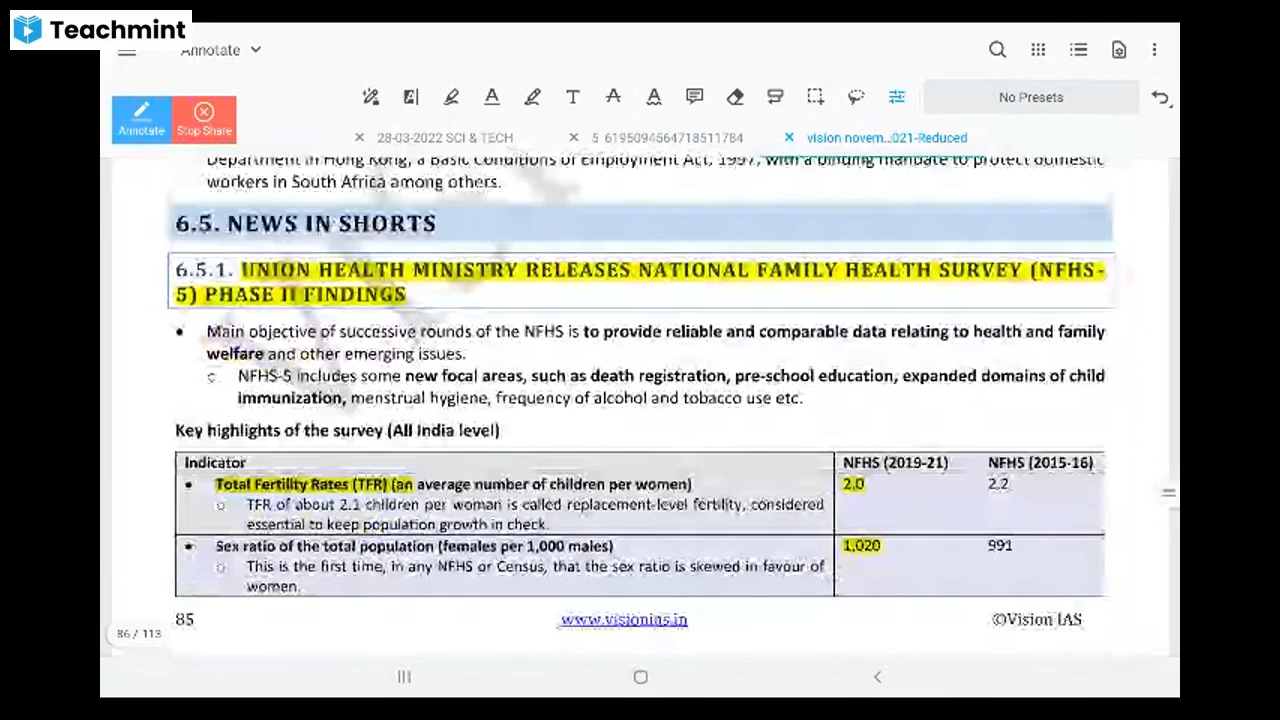 Teachmint
Annotate
No Presets
Annotate
Stop Share
28-03-2022 SCI & TECH
5 6195094564718511784
vision novem...021-Reduced
Department in Hong Kong, a Basic Conditions of Employment Act, 1997, with a binding mandate to protect domestic
workers in South Africa among others.
6.5. NEWS IN SHORTS
6.5.1. UNION HEALTH MINISTRY RELEASES NATIONAL FAMILY HEALTH SURVEY (NFHS-
5) PHASE II FINDINGS
• Main objective of successive rounds of the NFHS is to provide reliable and comparable data relating to health and family
welfare and other emerging issues.
○ NFHS-5 includes some new focal areas, such as death registration, pre-school education, expanded domains of child
immunization, menstrual hygiene, frequency of alcohol and tobacco use etc.
Key highlights of the survey (All India level)
Indicator NFHS (2019-21) NFHS (2015-16)
• Total Fertility Rates (TFR) (an average number of children per women) 2.0 2.2
○ TFR of about 2.1 children per woman is called replacement-level fertility, considered
essential to keep population growth in check.
• Sex ratio of the total population (females per 1,000 males) 1,020 991
○ This is the first time, in any NFHS or Census, that the sex ratio is skewed in favour of
women.
85 www.visionias.in ©Vision IAS
86 / 113